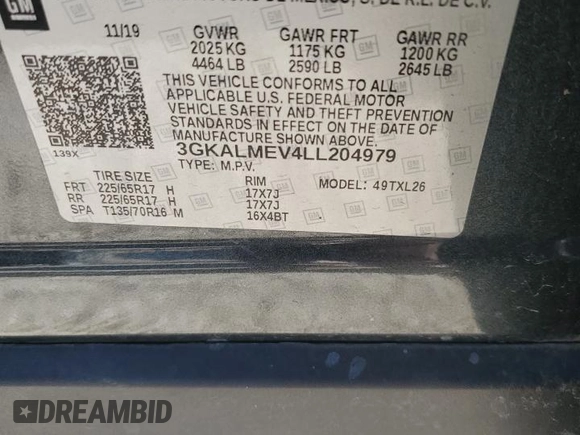 GM
DE MEXICO, S. DE R.L. DE C.V.
11/19 GVWR GAWR FRT GAWR RR
2025 KG 1175 KG 1200 KG
4464 LB 2590 LB 2645 LB
THIS VEHICLE CONFORMS TO ALL
APPLICABLE U.S. FEDERAL MOTOR
VEHICLE SAFETY AND THEFT PREVENTION
STANDARDS IN EFFECT ON THE DATE OF
MANUFACTURE SHOWN ABOVE.
139X
3GKALMEV4LL204979
TYPE: M.P.V.
TIRE SIZE RIM MODEL: 49TXL26
FRT 225/65R17 H 17X7J
RR 225/65R17 H 17X7J
SPA T135/70R16 M 16X4BT
DREAMBID